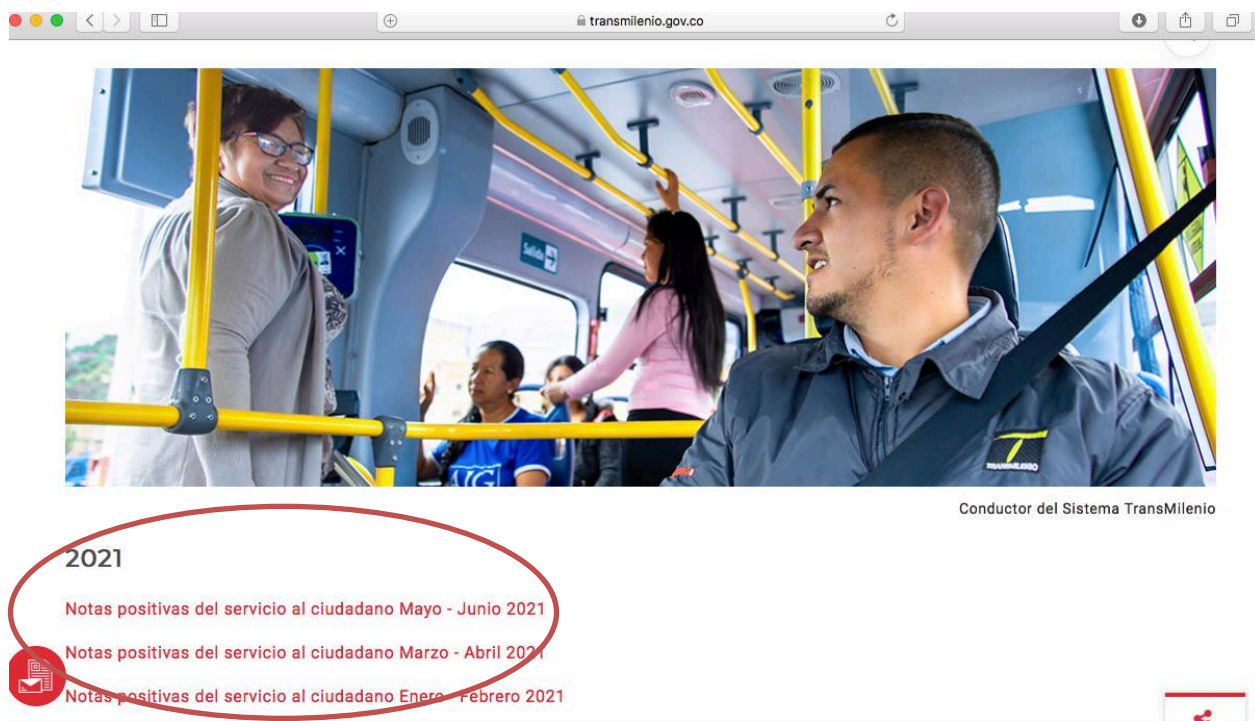 transmilenio.gov.co
Salida
AUG
TRANSMILENIO
Conductor del Sistema TransMilenio
2021
Notas positivas del servicio al ciudadano Mayo - Junio 2021
Notas positivas del servicio al ciudadano Marzo - Abril 2021
Notas positivas del servicio al ciudadano Enero - Febrero 2021